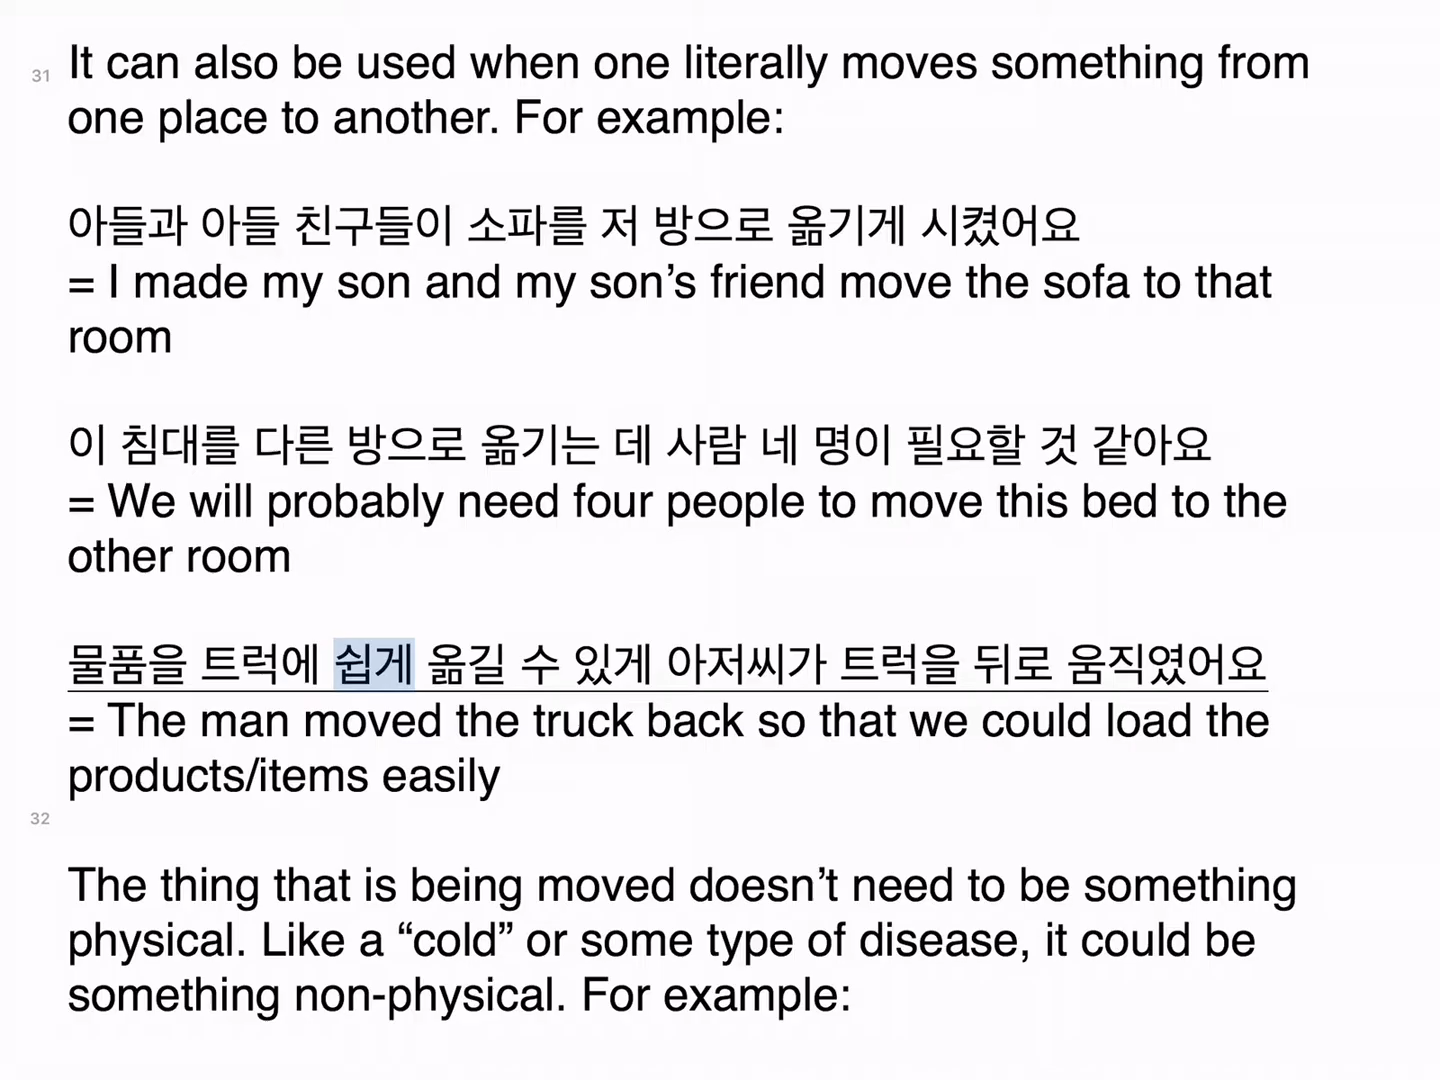 31
It can also be used when one literally moves something from
one place to another. For example:
아들과 아들 친구들이 소파를 저 방으로 옮기게 시켰어요
= I made my son and my son’s friend move the sofa to that
room
이 침대를 다른 방으로 옮기는 데 사람 네 명이 필요할 것 같아요
= We will probably need four people to move this bed to the
other room
물품을 트럭에 쉽게 옮길 수 있게 아저씨가 트럭을 뒤로 움직였어요
= The man moved the truck back so that we could load the
products/items easily
32
The thing that is being moved doesn’t need to be something
physical. Like a “cold” or some type of disease, it could be
something non-physical. For example: